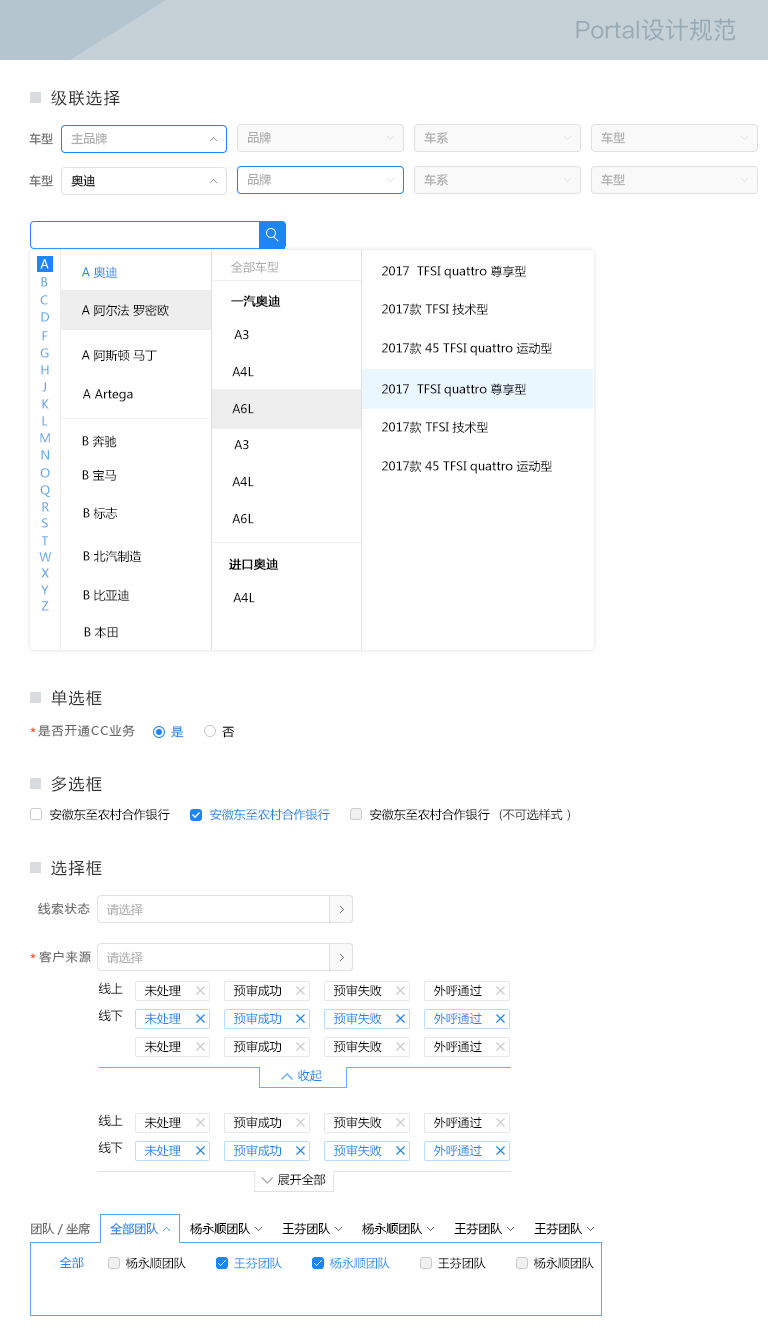 Portal设计规范
级联选择
车型 主品牌 品牌 车系 车型
车型 奥迪 品牌 车系 车型
A
B
C
D
F
G
H
J
K
L
M
N
O
Q
R
S
T
W
X
Y
Z
A 奥迪
A 阿尔法 罗密欧
A 阿斯顿 马丁
A Artega
B 奔驰
B 宝马
B 标志
B 北汽制造
B 比亚迪
B 本田
全部车型
一汽奥迪
A3
A4L
A6L
A3
A4L
A6L
进口奥迪
A4L
2017 TFSI quattro 尊享型
2017款 TFSI 技术型
2017款 45 TFSI quattro 运动型
2017 TFSI quattro 尊享型
2017款 TFSI 技术型
2017款 45 TFSI quattro 运动型
单选框
*是否开通CC业务 是 否
多选框
安徽东至农村合作银行 安徽东至农村合作银行 安徽东至农村合作银行 (不可选样式 )
选择框
线索状态 请选择
*客户来源 请选择
线上 未处理 预审成功 预审失败 外呼通过
线下 未处理 预审成功 预审失败 外呼通过
未处理 预审成功 预审失败 外呼通过
收起
线上 未处理 预审成功 预审失败 外呼通过
线下 未处理 预审成功 预审失败 外呼通过
展开全部
团队 / 坐席 全部团队 杨永顺团队 王芬团队 杨永顺团队 王芬团队 王芬团队
全部 杨永顺团队 王芬团队 杨永顺团队 王芬团队 杨永顺团队